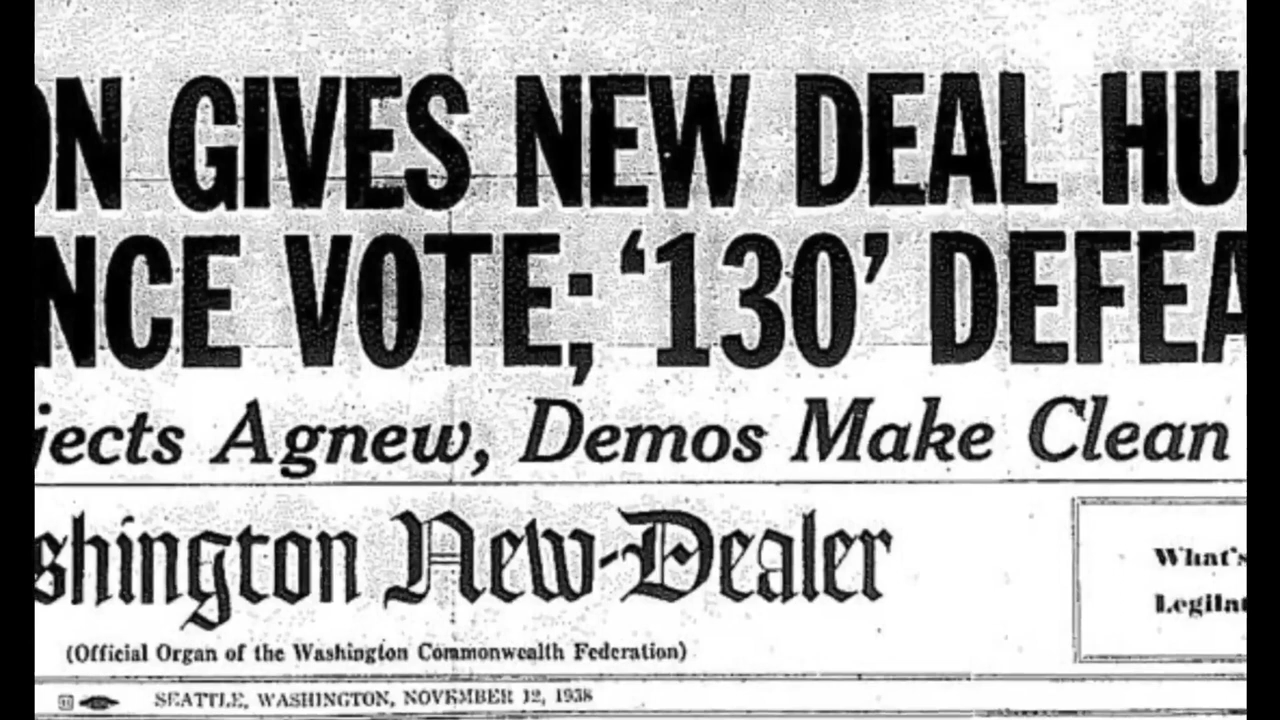 ON GIVES NEW DEAL HU
NCE VOTE; ‘130’ DEFEA
jects Agnew, Demos Make Clean
shington New-Dealer
What's
Legilat
(Official Organ of the Washington Commonwealth Federation)
SEATTLE, WASHINGTON, NOVEMBER 12, 1938